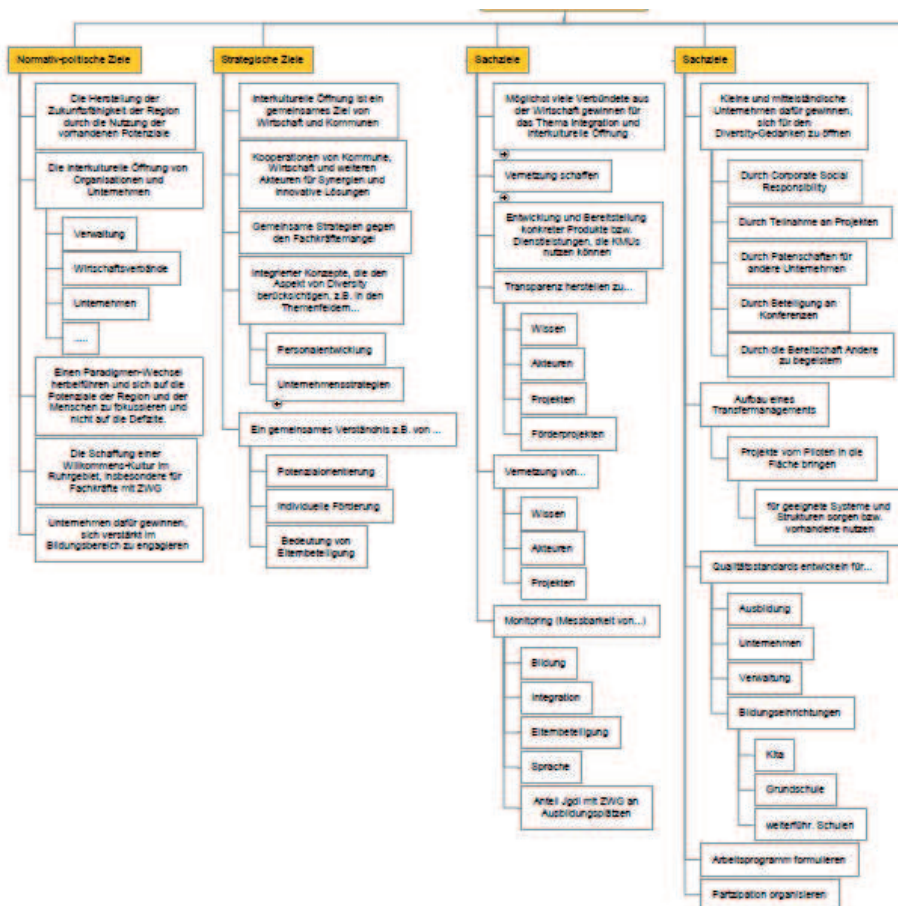 Normativ-politische Ziele
Die Herstellung der
Zukunftsfähigkeit der Region
durch die Nutzung der
vorhandenen Potenziale
Die interkulturelle Öffnung von
Organisationen und
Unternehmen
Verwaltung
Wirtschaftsverbände
Unternehmen
.....
Einen Paradigmen-Wechsel
herbeiführen und sich auf die
Potenziale der Region und der
Menschen zu fokussieren und
nicht auf die Defizite.
Die Schaffung einer
Willkommens-Kultur im
Ruhrgebiet, insbesondere für
Fachkräfte mit ZWG
Unternehmen dafür gewinnen,
sich verstärkt im
Bildungsbereich zu engagieren
Strategische Ziele
Interkulturelle Öffnung ist ein
gemeinsames Ziel von
Wirtschaft und Kommunen
Kooperationen von Kommune,
Wirtschaft und weiteren
Akteuren für Synergien und
innovative Lösungen
Gemeinsame Strategien gegen
den Fachkräftemangel
Integrierter Konzepte, die den
Aspekt von Diversity
berücksichtigen, z.B. in den
Themenfeldern...
Personalentwicklung
Unternehmensstrategien
Ein gemeinsames Verständnis z.B. von ...
Potenzialorientierung
Individuelle Förderung
Bedeutung von
Elternbeteiligung
Sachziele
Möglichst viele Verbündete aus
der Wirtschaft gewinnen für
das Thema Integration und
Interkulturelle Öffnung
Vernetzung schaffen
Entwicklung und Bereitstellung
konkreter Produkte bzw.
Dienstleistungen, die KMUs
nutzen können
Transparenz herstellen zu...
Wissen
Akteuren
Projekten
Förderprojekten
Vernetzung von...
Wissen
Akteuren
Projekten
Monitoring (Messbarkeit von...)
Bildung
Integration
Elternbeteiligung
Sprache
Anteil Jgdl mit ZWG an
Ausbildungsplätzen
Sachziele
Kleine und mittelständische
Unternehmen dafür gewinnen,
sich für den
Diversity-Gedanken zu öffnen
Durch Corporate Social
Responsibility
Durch Teilnahme an Projekten
Durch Patenschaften für
andere Unternehmen
Durch Beteiligung an
Konferenzen
Durch die Bereitschaft Andere
zu begeistern
Aufbau eines
Transfermanagements
Projekte vom Piloten in die
Fläche bringen
für geeignete Systeme und
Strukturen sorgen bzw.
vorhandene nutzen
Qualitätsstandards entwickeln für...
Ausbildung
Unternehmen
Verwaltung
Bildungseinrichtungen
Kita
Grundschule
weiterführ. Schulen
Arbeitsprogramm formulieren
Partizipation organisieren